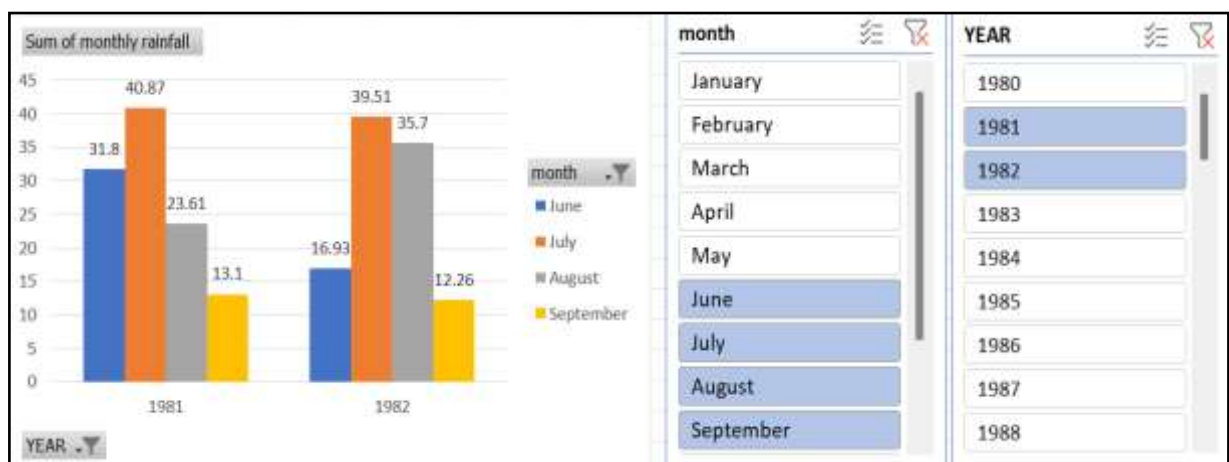 Sum of monthly rainfall
45
40
35
30
25
20
15
10
5
0
31.8
40.87
23.61
13.1
16.93
39.51
35.7
12.26
1981
1982
YEAR
month
June
July
August
September
month
January
February
March
April
May
June
July
August
September
YEAR
1980
1981
1982
1983
1984
1985
1986
1987
1988